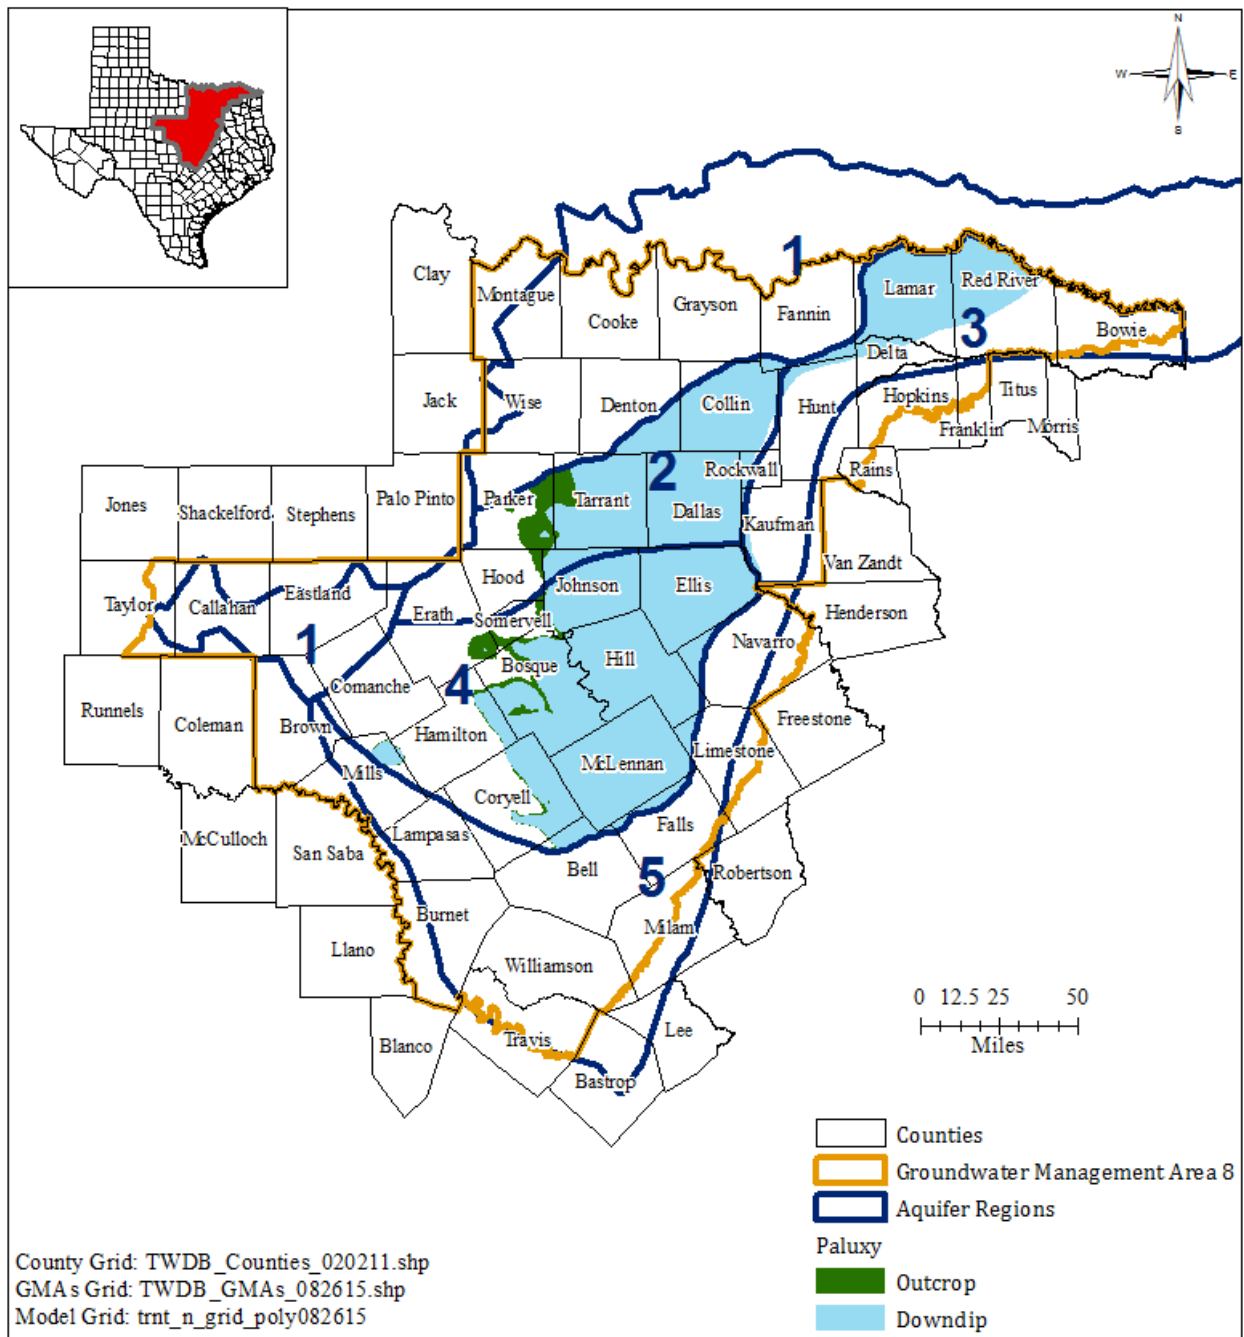 N
W E
S
Clay
Montague
1
Lamar
Red River
Cooke
Grayson
Fannin
3
Bowie
Delta
Jack
Wise
Denton
Collin
Hunt
Hopkins
Titus
Franklin
Morris
2
Rockwall
Rains
Jones
Shackelford
Stephens
Palo Pinto
Parker
Tarrant
Dallas
Kaufman
Van Zandt
Taylor
Callahan
Eastland
Erath
Hood
Johnson
Ellis
Henderson
Somervell
1
Comanche
4
Bosque
Hill
Navarro
Runnels
Coleman
Brown
Hamilton
Freestone
Mills
McLennan
Limestone
Coryell
McCulloch
San Saba
Lampasas
Falls
Bell
5
Robertson
Burnet
Milam
Llano
Williamson
Blanco
Travis
Lee
Bastrop
0 12.5 25 50
Miles
Counties
Groundwater Management Area 8
Aquifer Regions
Paluxy
Outcrop
Downdip
County Grid: TWDB_Counties_020211.shp
GMAs Grid: TWDB_GMAs_082615.shp
Model Grid: trnt_n_grid_poly082615